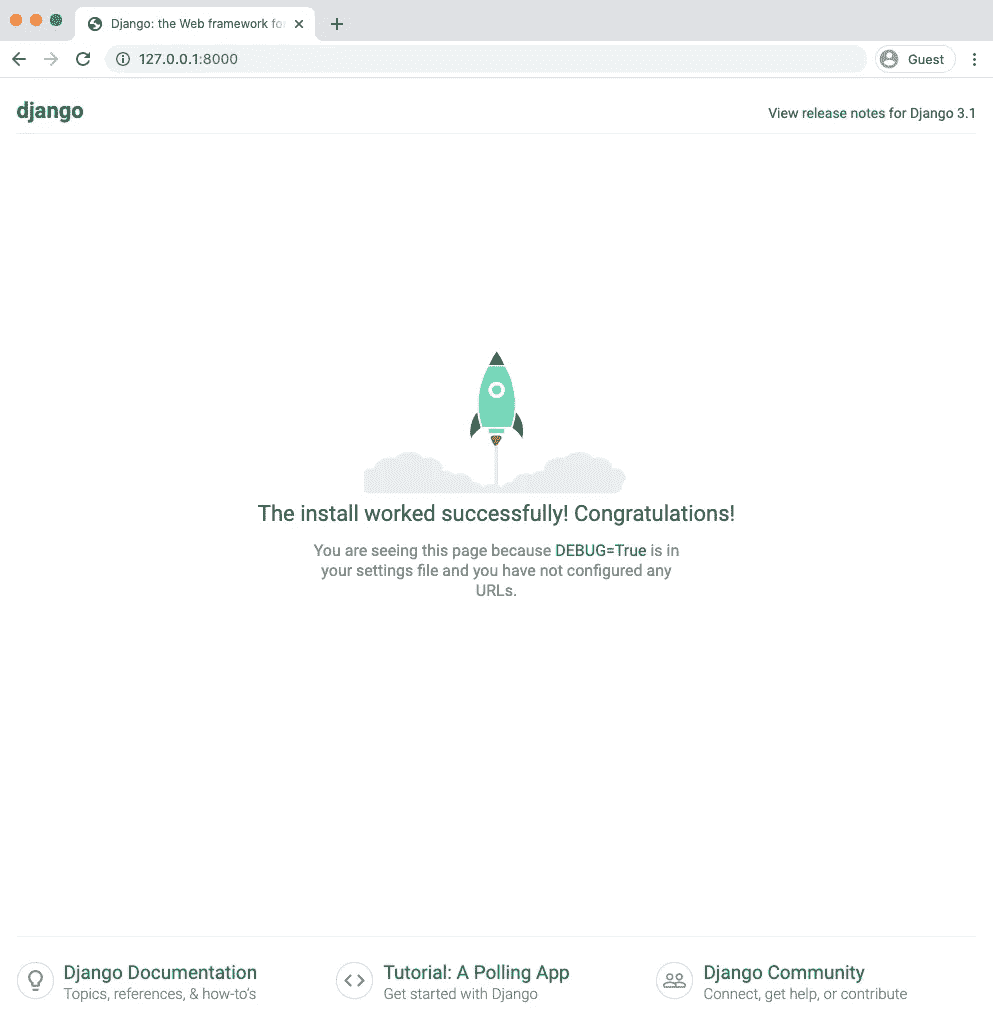 Django: the Web framework fo
127.0.0.1:8000
Guest
django
View release notes for Django 3.1
The install worked successfully! Congratulations!
You are seeing this page because DEBUG=True is in
your settings file and you have not configured any
URLs.
Django Documentation
Topics, references, & how-to's
Tutorial: A Polling App
Get started with Django
Django Community
Connect, get help, or contribute